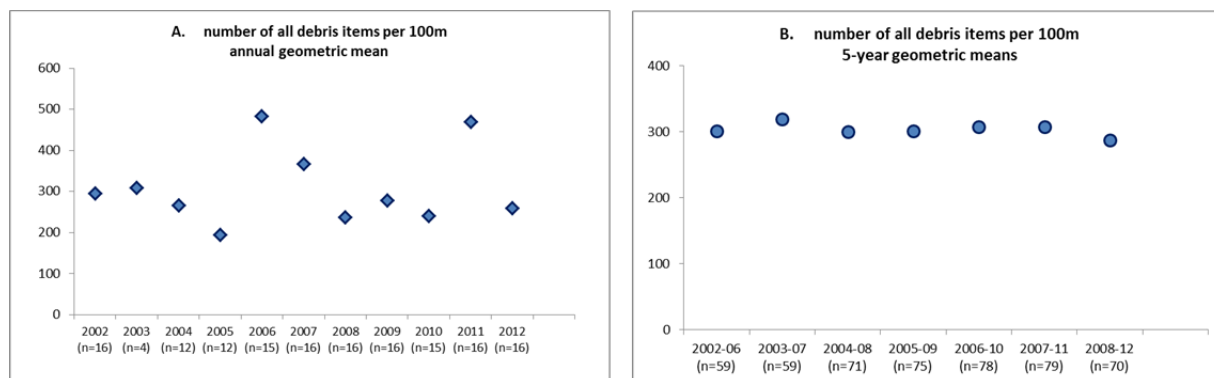 A. number of all debris items per 100m
annual geometric mean
600
500
400
300
200
100
0
2002 2003 2004 2005 2006 2007 2008 2009 2010 2011 2012
(n=16) (n=4) (n=12) (n=12) (n=15) (n=16) (n=16) (n=16) (n=15) (n=16) (n=16)
B. number of all debris items per 100m
5-year geometric means
400
300
200
100
0
2002-06 2003-07 2004-08 2005-09 2006-10 2007-11 2008-12
(n=59) (n=59) (n=71) (n=75) (n=78) (n=79) (n=70)